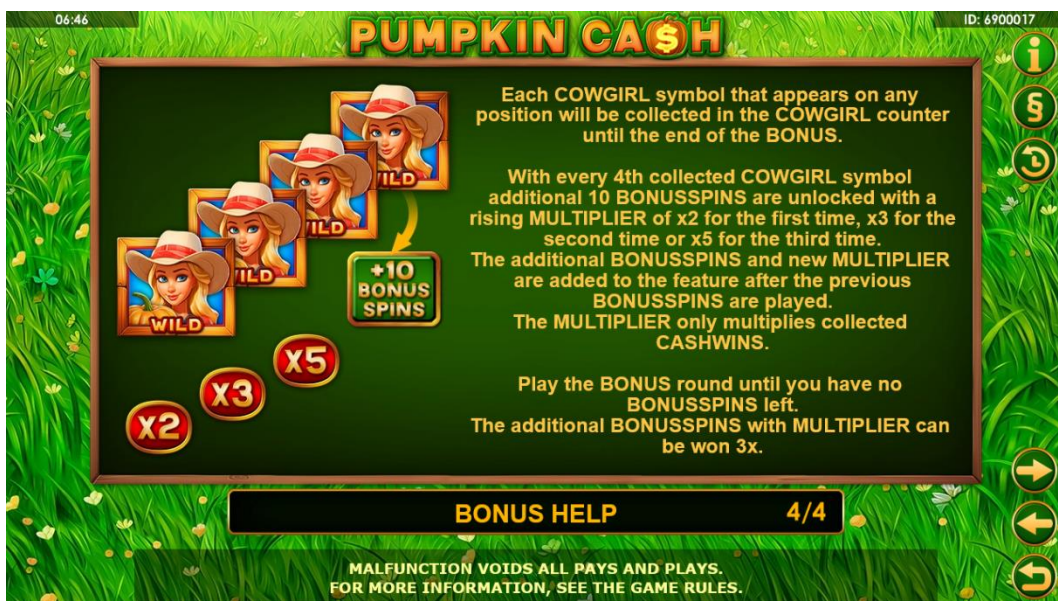 06:46
ID: 6900017
PUMPKIN CA$H
Each COWGIRL symbol that appears on any
position will be collected in the COWGIRL counter
until the end of the BONUS.
With every 4th collected COWGIRL symbol
additional 10 BONUSSPINS are unlocked with a
rising MULTIPLIER of x2 for the first time, x3 for the
second time or x5 for the third time.
The additional BONUSSPINS and new MULTIPLIER
are added to the feature after the previous
BONUSSPINS are played.
The MULTIPLIER only multiplies collected
CASHWINS.
Play the BONUS round until you have no
BONUSSPINS left.
The additional BONUSSPINS with MULTIPLIER can
be won 3x.
WILD
WILD
WILD
WILD
+10
BONUS
SPINS
X5
X3
X2
i
§
BONUS HELP 4/4
MALFUNCTION VOIDS ALL PAYS AND PLAYS.
FOR MORE INFORMATION, SEE THE GAME RULES.